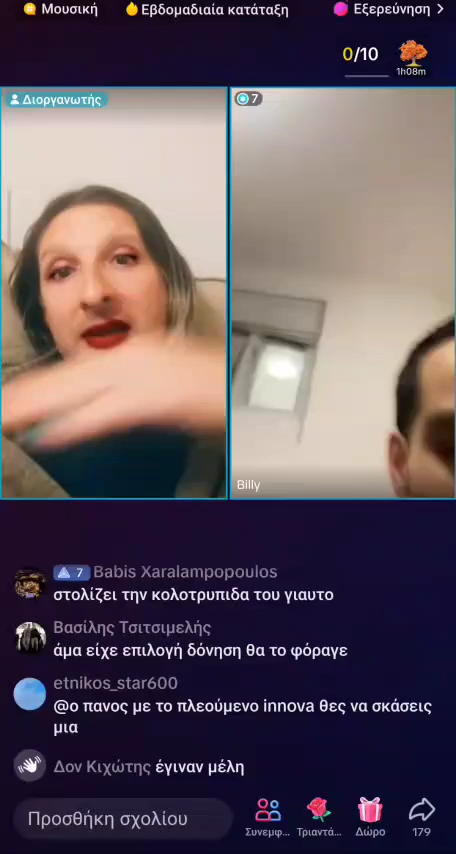 Μουσική
Εβδομαδιαία κατάταξη
Εξερεύνηση >
0/10
1h08m
Διοργανωτής
7
Billy
7 Babis Xaralampopoulos
στολίζει την κολοτρυπιδα του γιαυτο
Βασίλης Τσιτσιμελής
άμα είχε επιλογή δόνηση θα το φόραγε
etnikos_star600
@ο πανος με το πλεούμενο innova θες να σκάσεις
μια
Δον Κιχώτης έγιναν μέλη
Προσθήκη σχολίου
Συνεμφ...
Τριαντά...
Δώρο
179